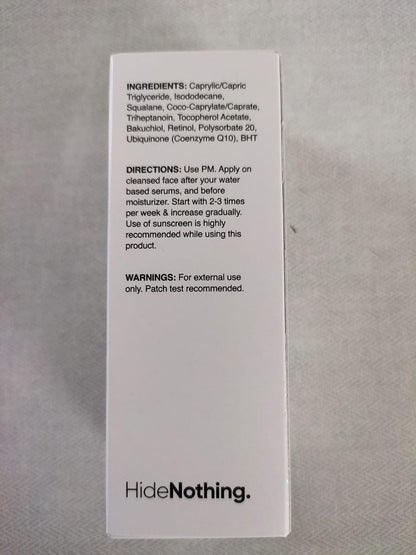 INGREDIENTS: Caprylic/Capric
Triglyceride, Isododecane,
Squalane, Coco-Caprylate/Caprate,
Triheptanoin, Tocopherol Acetate,
Bakuchiol, Retinol, Polysorbate 20,
Ubiquinone (Coenzyme Q10), BHT
DIRECTIONS: Use PM. Apply on
cleansed face after your water
based serums, and before
moisturizer. Start with 2-3 times
per week & increase gradually.
Use of sunscreen is highly
recommended while using this
product.
WARNINGS: For external use
only. Patch test recommended.
HideNothing.